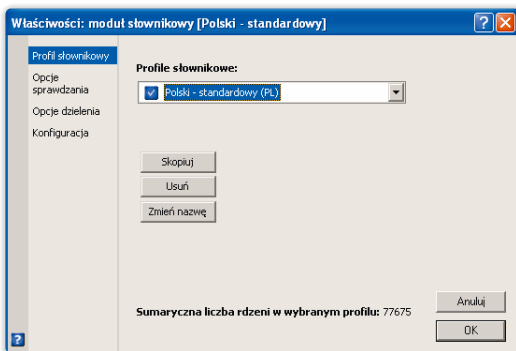 Właściwości: moduł słownikowy [Polski - standardowy]
Profil słownikowy
Opcje
sprawdzania
Opcje dzielenia
Konfiguracja
Profile słownikowe:
Polski - standardowy (PL)
Skopiuj
Usuń
Zmień nazwę
Sumaryczna liczba rdzeni w wybranym profilu: 77675
Anuluj
OK